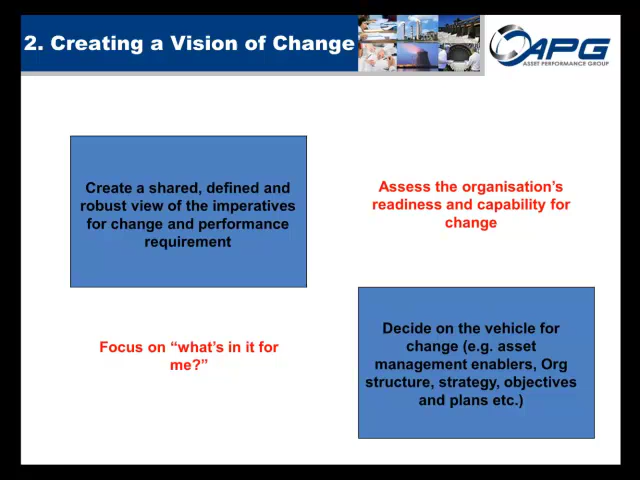 2. Creating a Vision of Change
APG
ASSET PERFORMANCE GROUP
Create a shared, defined and
robust view of the imperatives
for change and performance
requirement
Assess the organisation’s
readiness and capability for
change
Focus on “what’s in it for
me?”
Decide on the vehicle for
change (e.g. asset
management enablers, Org
structure, strategy, objectives
and plans etc.)